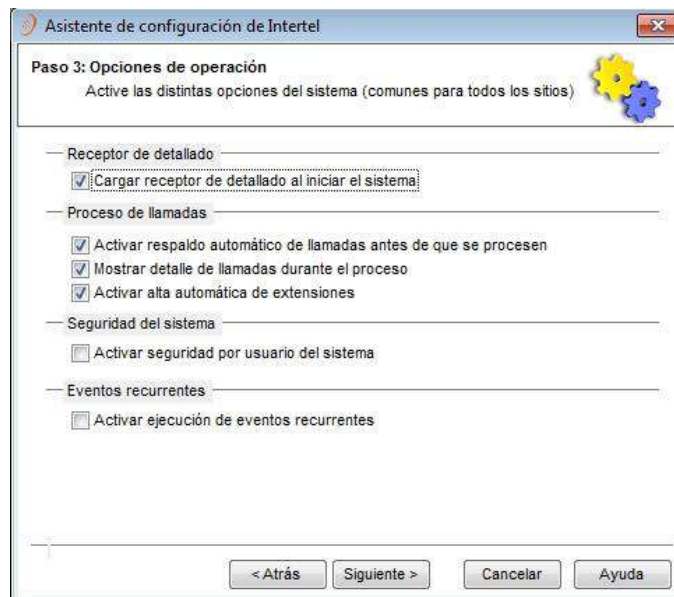 Asistente de configuración de Intertel
Paso 3: Opciones de operación
Active las distintas opciones del sistema (comunes para todos los sitios)
Receptor de detallado
Cargar receptor de detallado al iniciar el sistema
Proceso de llamadas
Activar respaldo automático de llamadas antes de que se procesen
Mostrar detalle de llamadas durante el proceso
Activar alta automática de extensiones
Seguridad del sistema
Activar seguridad por usuario del sistema
Eventos recurrentes
Activar ejecución de eventos recurrentes
< Atrás Siguiente > Cancelar Ayuda